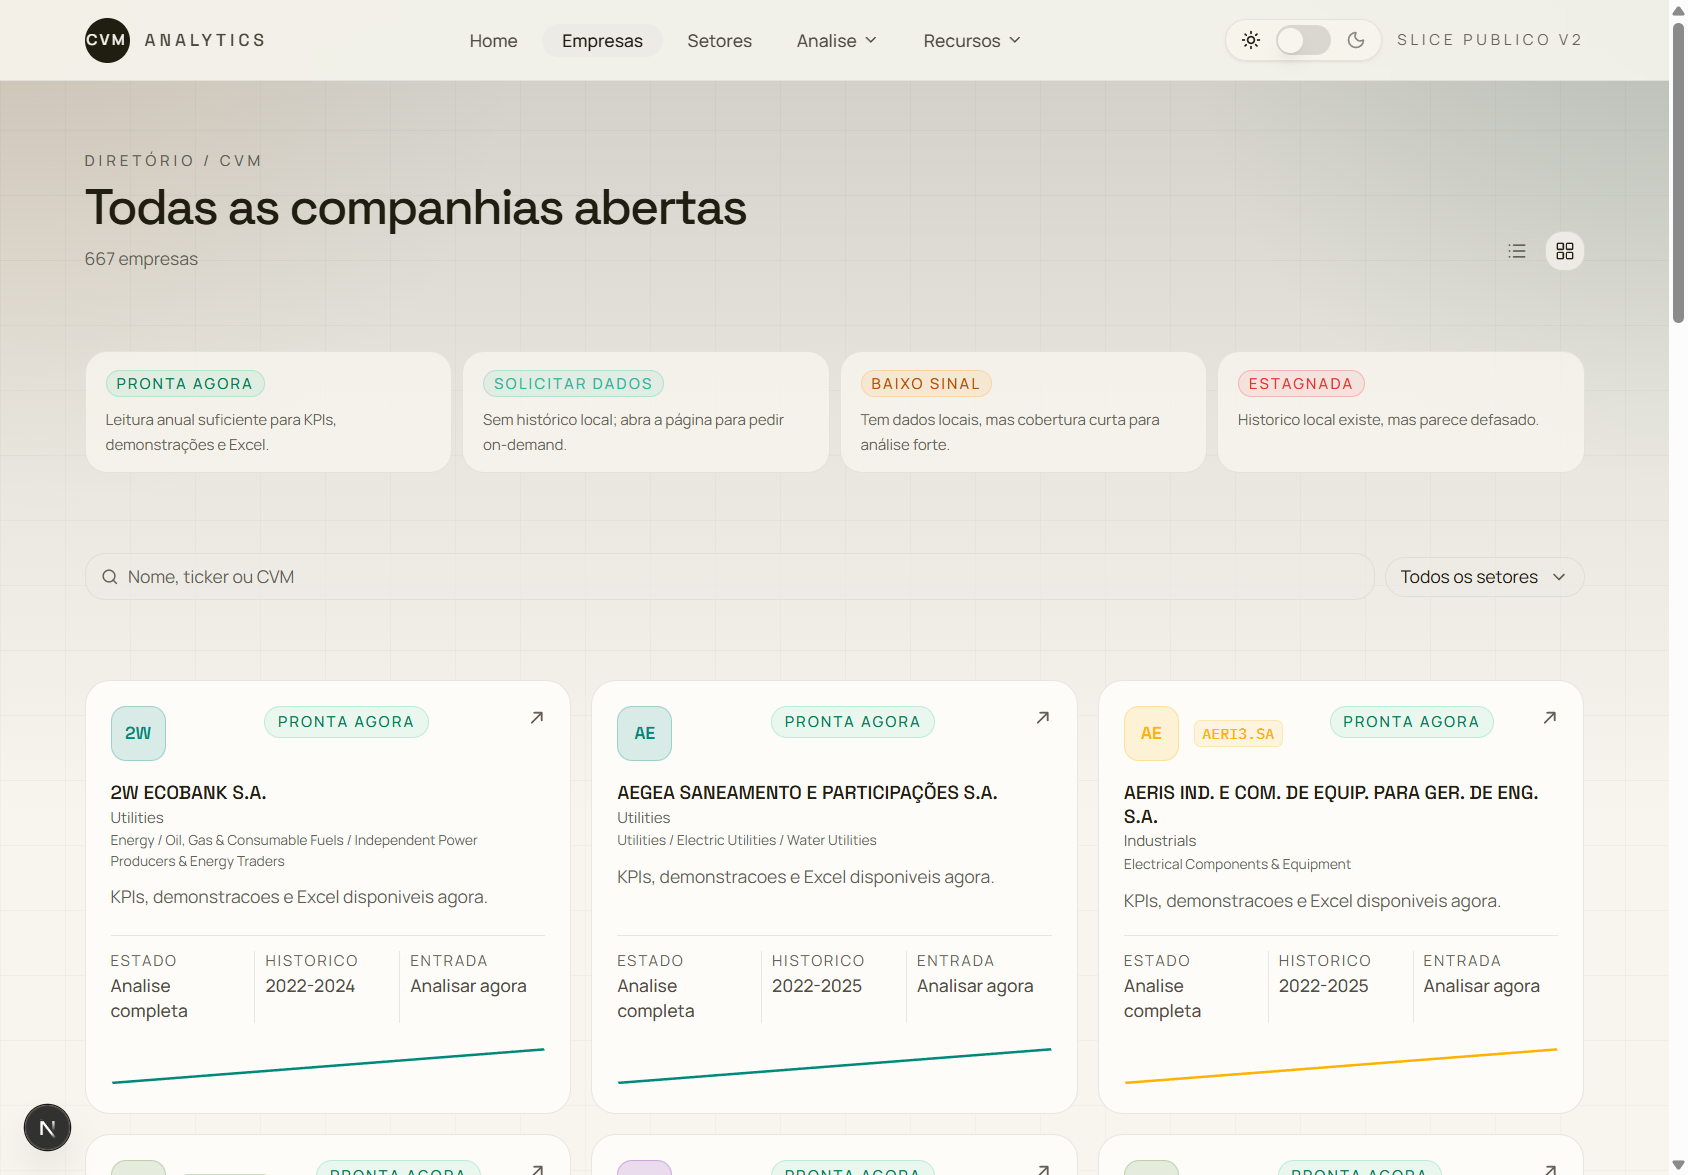 CVM ANALYTICS
Home Empresas Setores Analise Recursos
SLICE PUBLICO V2
DIRETÓRIO / CVM
Todas as companhias abertas
667 empresas
PRONTA AGORA
Leitura anual suficiente para KPIs,
demonstrações e Excel.
SOLICITAR DADOS
Sem histórico local; abra a página para pedir
on-demand.
BAIXO SINAL
Tem dados locais, mas cobertura curta para
análise forte.
ESTAGNADA
Historico local existe, mas parece defasado.
Nome, ticker ou CVM
Todos os setores
2W
PRONTA AGORA
2W ECOBANK S.A.
Utilities
Energy / Oil, Gas & Consumable Fuels / Independent Power
Producers & Energy Traders
KPIs, demonstracoes e Excel disponiveis agora.
ESTADO
Analise
completa
HISTORICO
2022-2024
ENTRADA
Analisar agora
AE
PRONTA AGORA
AEGEA SANEAMENTO E PARTICIPAÇÕES S.A.
Utilities
Utilities / Electric Utilities / Water Utilities
KPIs, demonstracoes e Excel disponiveis agora.
ESTADO
Analise
completa
HISTORICO
2022-2025
ENTRADA
Analisar agora
AE
AERI3.SA
PRONTA AGORA
AERIS IND. E COM. DE EQUIP. PARA GER. DE ENG.
S.A.
Industrials
Electrical Components & Equipment
KPIs, demonstracoes e Excel disponiveis agora.
ESTADO
Analise
completa
HISTORICO
2022-2025
ENTRADA
Analisar agora
N
PRONTA AGORA
PRONTA AGORA
PRONTA AGORA